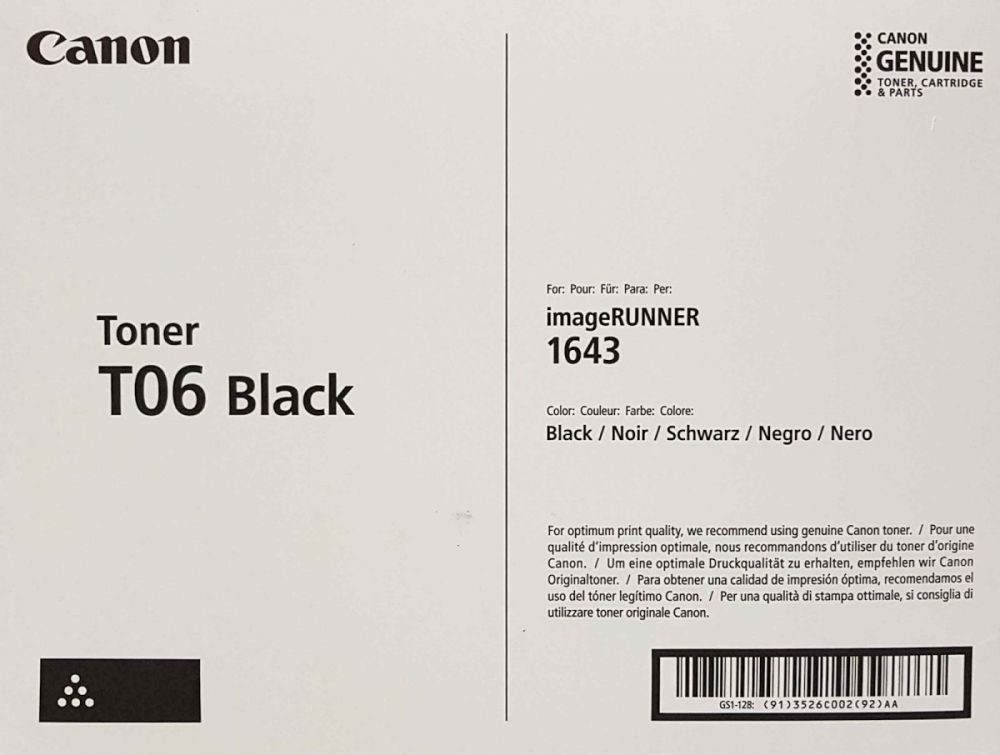 Canon
CANON
GENUINE
TONER, CARTRIDGE
& PARTS
Toner
T06 Black
For: Pour: Für: Para: Per:
imageRUNNER
1643
Color: Couleur: Farbe: Colore:
Black / Noir / Schwarz / Negro / Nero
For optimum print quality, we recommend using genuine Canon toner. / Pour une
qualité d'impression optimale, nous recommandons d'utiliser du toner d'origine
Canon. / Um eine optimale Druckqualität zu erhalten, empfehlen wir Canon
Originaltoner. / Para obtener una calidad de impresión óptima, recomendamos el
uso del tóner legítimo Canon. / Per una qualità di stampa ottimale, si consiglia di
utilizzare toner originale Canon.
GS1-128: (91)3526C002(92)AA